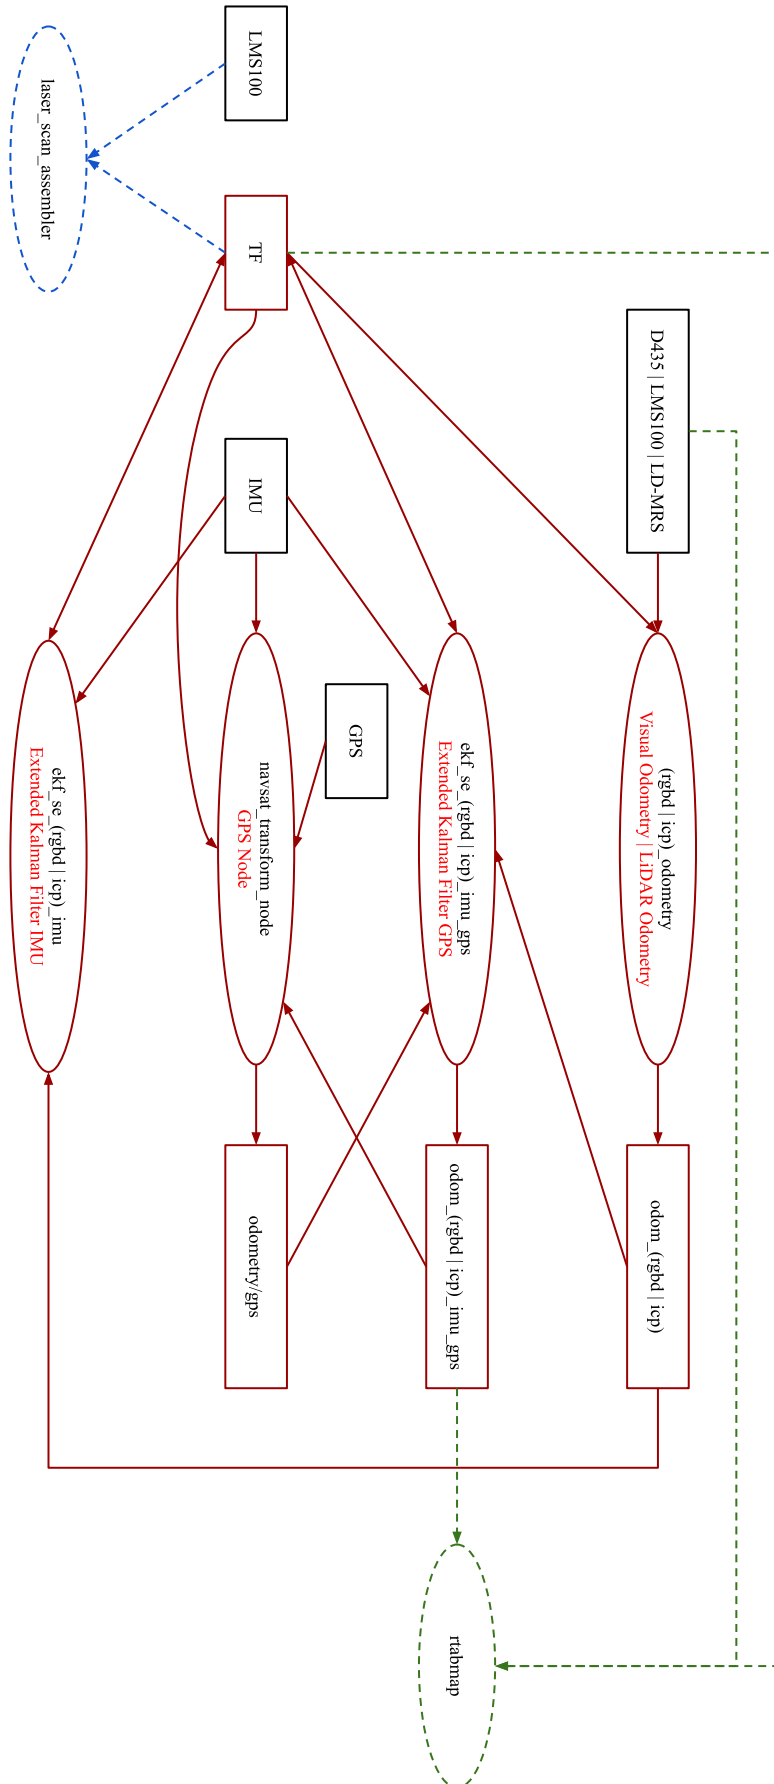 LMS100
laser_scan_assembler
TF
D435 | LMS100 | LD-MRS
IMU
GPS
(rgbd | icp)_odometry
Visual Odometry | LiDAR Odometry
ekf_se_(rgbd | icp)_imu_gps
Extended Kalman Filter GPS
navsat_transform_node
GPS Node
ekf_se_(rgbd | icp)_imu
Extended Kalman Filter IMU
odom_(rgbd | icp)
odom_(rgbd | icp)_imu_gps
odometry/gps
rtabmap